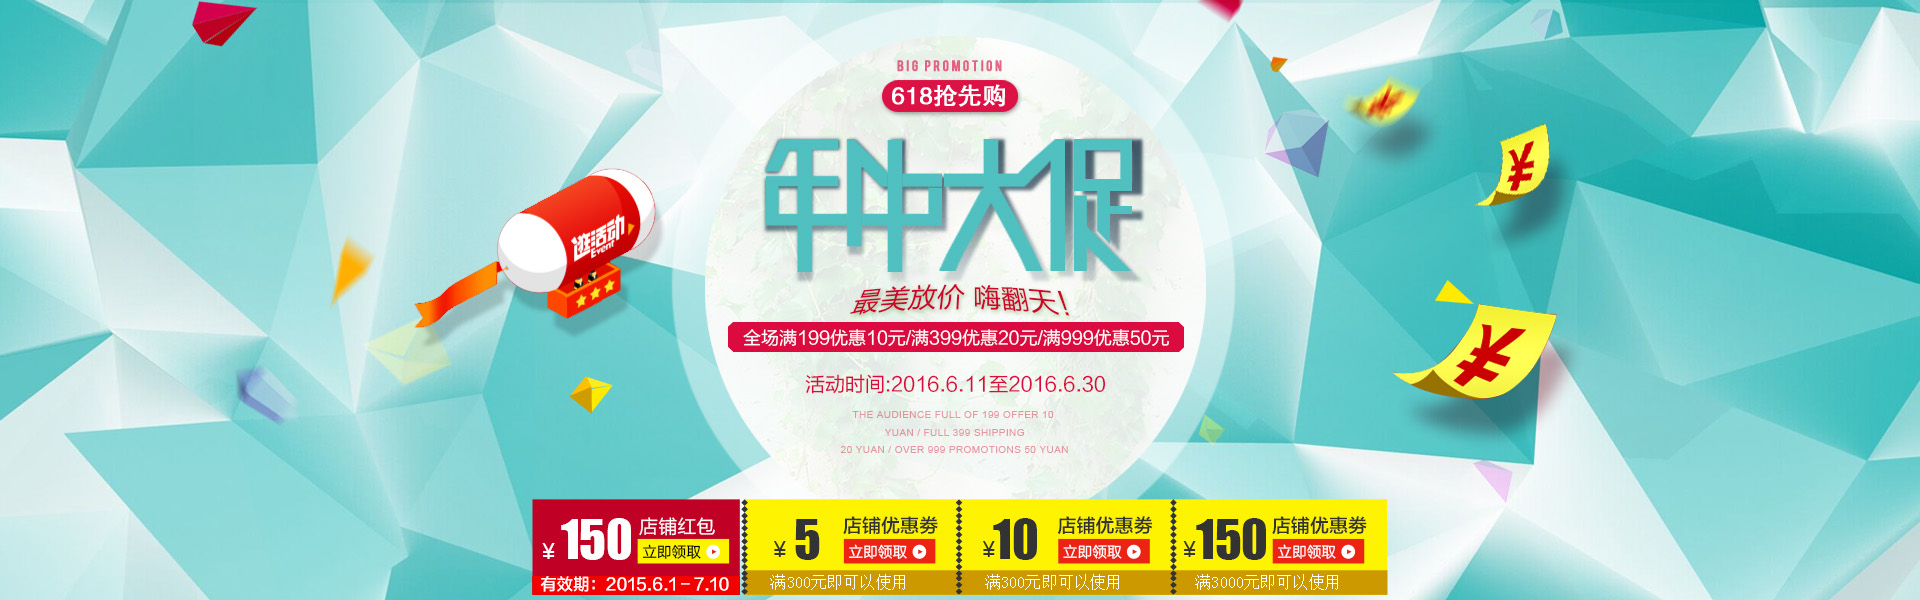 BIG PROMOTION
618抢先购
年中大促
最美放价 嗨翻天!
全场满199优惠10元/满399优惠20元/满999优惠50元
活动时间:2016.6.11至2016.6.30
THE AUDIENCE FULL OF 199 OFFER 10
YUAN / FULL 399 SHIPPING
20 YUAN / OVER 999 PROMOTIONS 50 YUAN
逛活动
Event
¥
¥
¥
¥150 店铺红包
立即领取
有效期：2015.6.1-7.10
¥5 店铺优惠券
立即领取
满300元即可以使用
¥10 店铺优惠券
立即领取
满300元即可以使用
¥150 店铺优惠券
立即领取
满3000元即可以使用